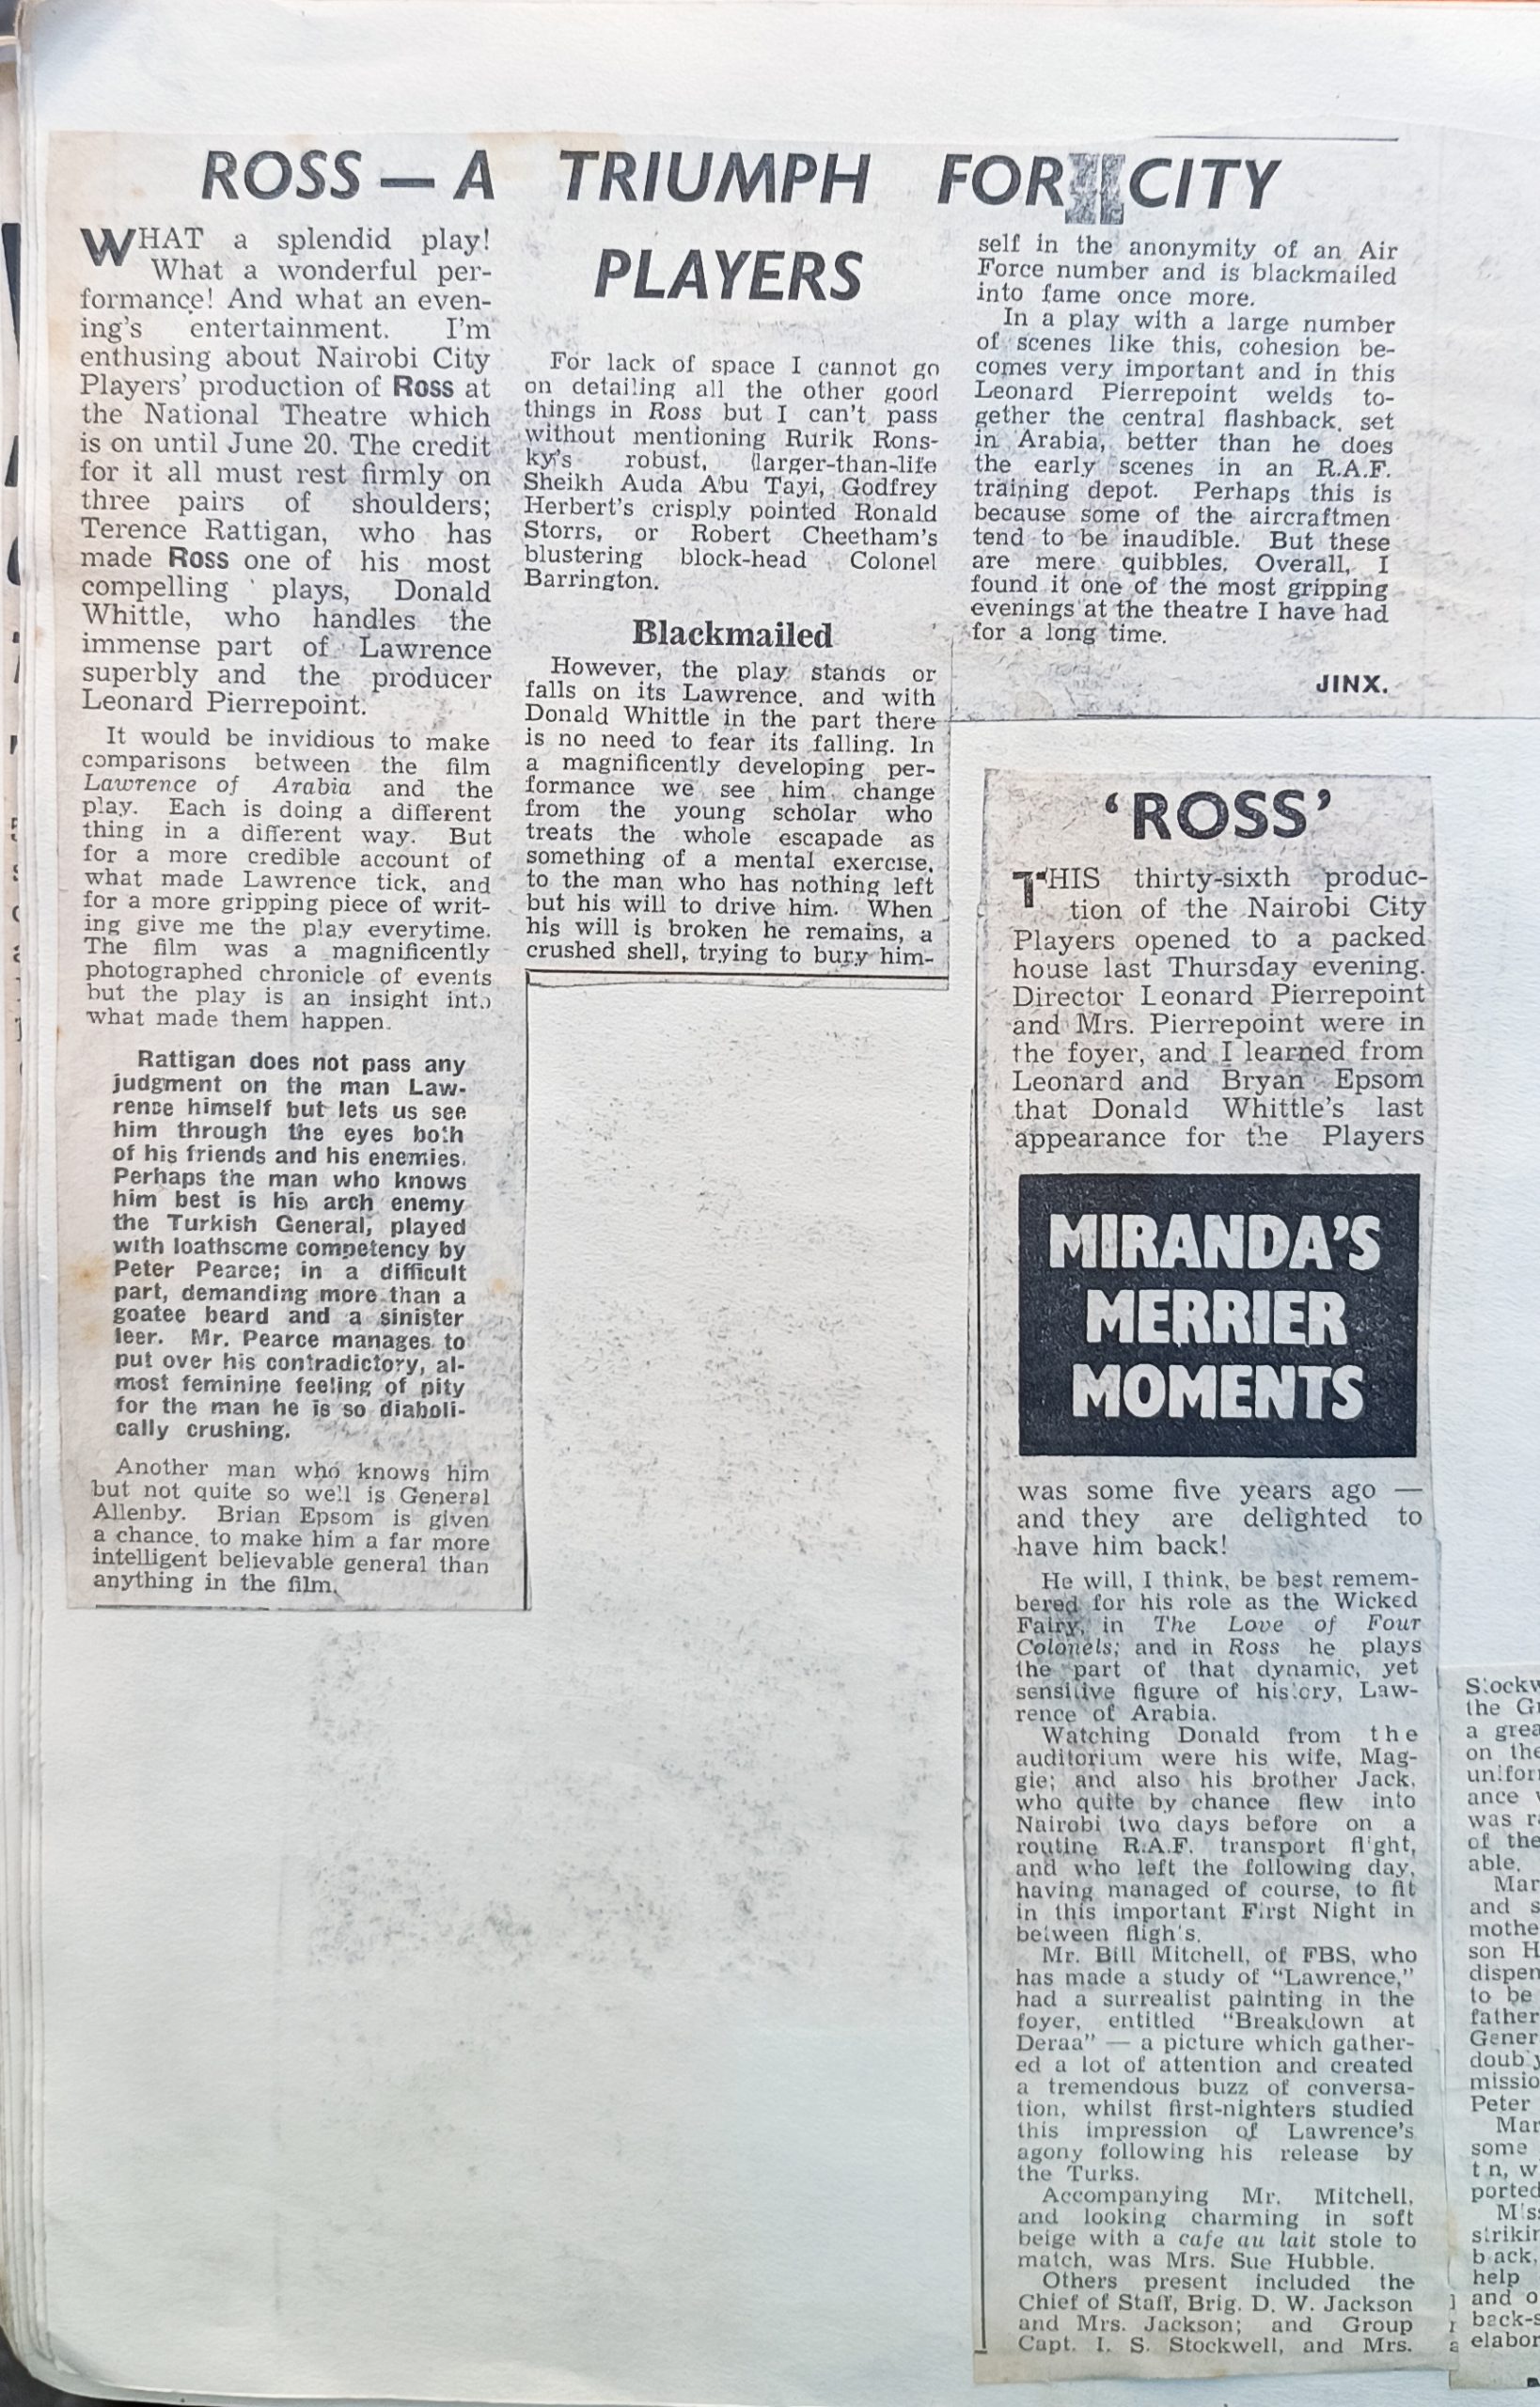 ROSS — A TRIUMPH FOR CITY
PLAYERS
WHAT a splendid play!
What a wonderful per-
formance! And what an even-
ing's entertainment. I'm
enthusing about Nairobi City
Players' production of Ross at
the National Theatre which
is on until June 20. The credit
for it all must rest firmly on
three pairs of shoulders;
Terence Rattigan, who has
made Ross one of his most
compelling plays, Donald
Whittle, who handles the
immense part of Lawrence
superbly and the producer
Leonard Pierrepoint.
It would be invidious to make
comparisons between the film
Lawrence of Arabia and the
play. Each is doing a different
thing in a different way. But
for a more credible account of
what made Lawrence tick, and
for a more gripping piece of writ-
ing give me the play everytime.
The film was a magnificently
photographed chronicle of events
but the play is an insight into
what made them happen.
Rattigan does not pass any
judgment on the man Law-
rence himself but lets us see
him through the eyes both
of his friends and his enemies.
Perhaps the man who knows
him best is his arch enemy
the Turkish General, played
with loathsome competency by
Peter Pearce; in a difficult
part, demanding more than a
goatee beard and a sinister
leer. Mr. Pearce manages to
put over his contradictory, al-
most feminine feeling of pity
for the man he is so diaboli-
cally crushing.
Another man who knows him
but not quite so well is General
Allenby. Brian Epsom is given
a chance to make him a far more
intelligent believable general than
anything in the film.
For lack of space I cannot go
on detailing all the other good
things in Ross but I can't pass
without mentioning Rurik Rons-
ky's robust, larger-than-life
Sheikh Auda Abu Tayi, Godfrey
Herbert's crisply pointed Ronald
Storrs, or Robert Cheetham's
blustering block-head Colonel
Barrington.
Blackmailed
However, the play stands or
falls on its Lawrence, and with
Donald Whittle in the part there
is no need to fear its falling. In
a magnificently developing per-
formance we see him change
from the young scholar who
treats the whole escapade as
something of a mental exercise,
to the man who has nothing left
but his will to drive him. When
his will is broken he remains, a
crushed shell, trying to bury him-
self in the anonymity of an Air
Force number and is blackmailed
into fame once more.
In a play with a large number
of scenes like this, cohesion be-
comes very important and in this
Leonard Pierrepoint welds to-
gether the central flashback, set
in Arabia, better than he does
the early scenes in an R.A.F.
training depot. Perhaps this is
because some of the aircraftmen
tend to be inaudible. But these
are mere quibbles. Overall, I
found it one of the most gripping
evenings at the theatre I have had
for a long time.
JINX.
'ROSS'
THIS thirty-sixth produc-
tion of the Nairobi City
Players opened to a packed
house last Thursday evening.
Director Leonard Pierrepoint
and Mrs. Pierrepoint were in
the foyer, and I learned from
Leonard and Bryan Epsom
that Donald Whittle's last
appearance for the Players
MIRANDA'S
MERRIER
MOMENTS
was some five years ago —
and they are delighted to
have him back!
He will, I think, be best remem-
bered for his role as the Wicked
Fairy, in The Love of Four
Colonels; and in Ross he plays
the part of that dynamic, yet
sensitive figure of history, Law-
rence of Arabia.
Watching Donald from the
auditorium were his wife, Mag-
gie; and also his brother Jack,
who quite by chance flew into
Nairobi two days before on a
routine R.A.F. transport flight,
and who left the following day,
having managed of course, to fit
in this important First Night in
between flights.
Mr. Bill Mitchell, of FBS, who
has made a study of "Lawrence,"
had a surrealist painting in the
foyer, entitled "Breakdown at
Deraa" — a picture which gather-
ed a lot of attention and created
a tremendous buzz of conversa-
tion, whilst first-nighters studied
this impression of Lawrence's
agony following his release by
the Turks.
Accompanying Mr. Mitchell,
and looking charming in soft
beige with a cafe au lait stole to
match, was Mrs. Sue Hubble.
Others present included the
Chief of Staff, Brig. D. W. Jackson
and Mrs. Jackson; and Group
Capt. I. S. Stockwell, and Mrs.
the
a
on the
ance
was
of the
able.
and
son
to be
father
Peter
some
ported
help
and